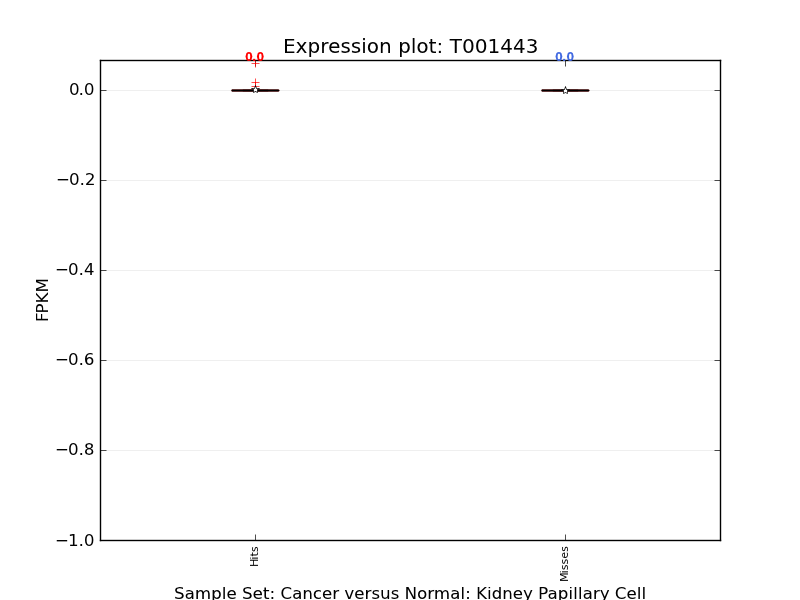 Expression plot: T001443
0.0 0.0
0.0
−0.2
−0.4
−0.6
−0.8
−1.0
FPKM
Hits Misses
Sample Set: Cancer versus Normal: Kidney Papillary Cell